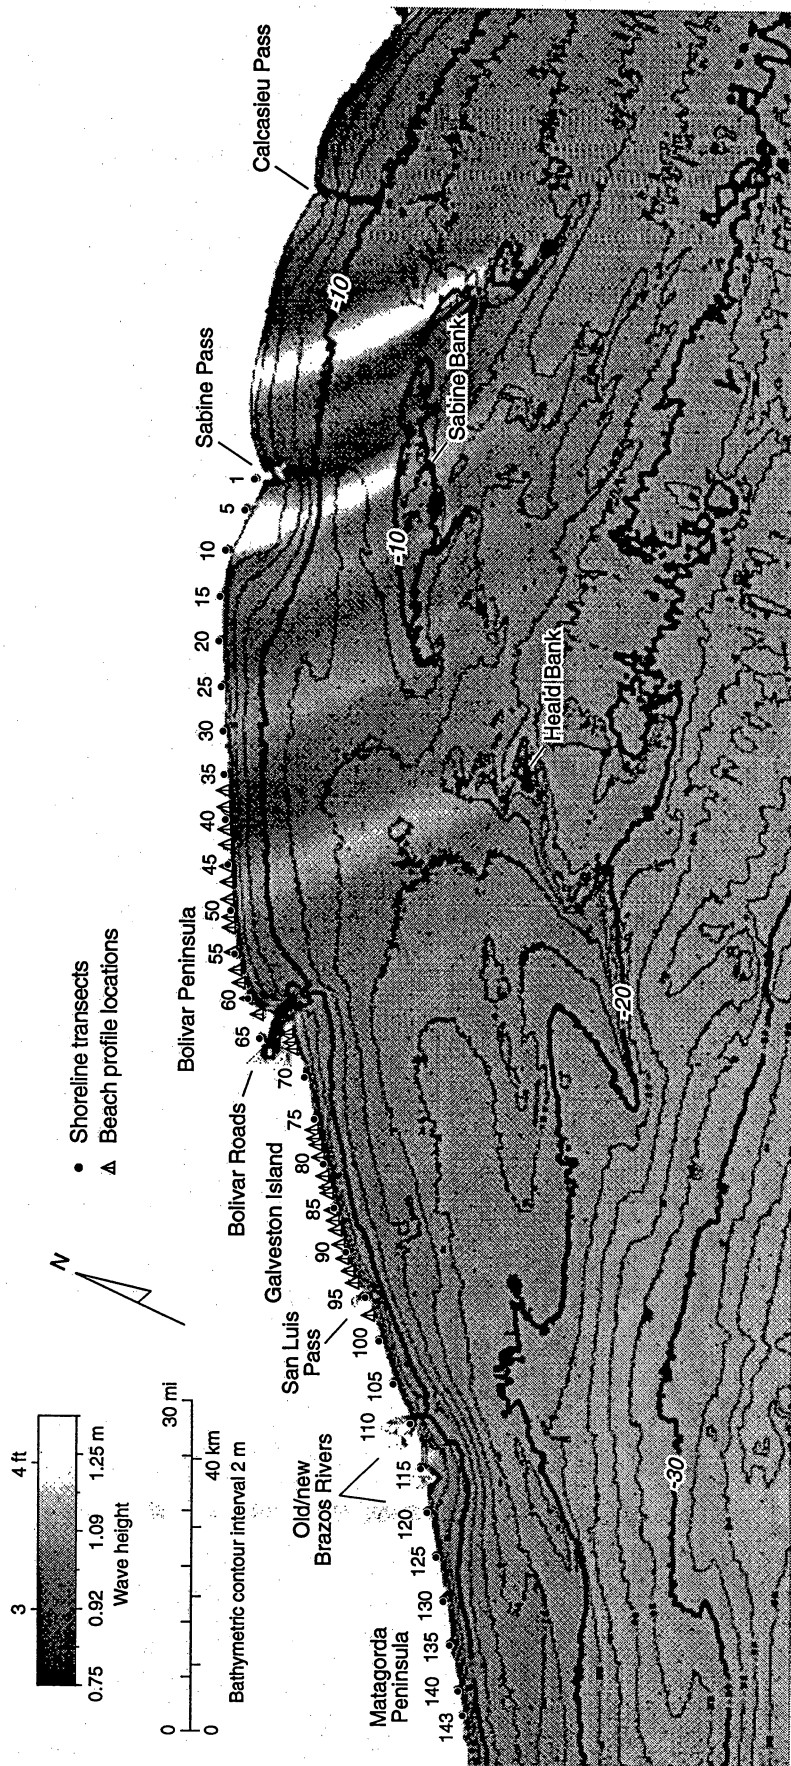 4 ft
3
0.75
0.92
1.09
1.25 m
Wave height
0
30 mi
0
40 km
Bathymetric contour interval 2 m
N
Shoreline transects
Beach profile locations
Matagorda
Peninsula
Old/new
Brazos Rivers
San Luis
Pass
Galveston Island
Bolivar Roads
Bolivar Peninsula
Sabine Pass
Calcasieu Pass
143
140
135
130
125
120
115
110
105
100
95
90
85
80
75
70
65
60
55
50
45
40
35
30
25
20
15
10
5
1
-10
-10
Sabine Bank
Heald Bank
-20
-30